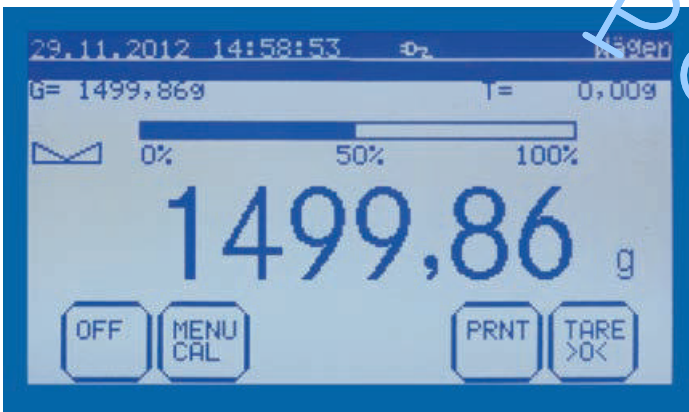 29.11.2012 14:58:53 Wägen
G= 1499,86g T= 0,00g
0% 50% 100%
1499,86 g
OFF MENU CAL PRNT TARE >0<